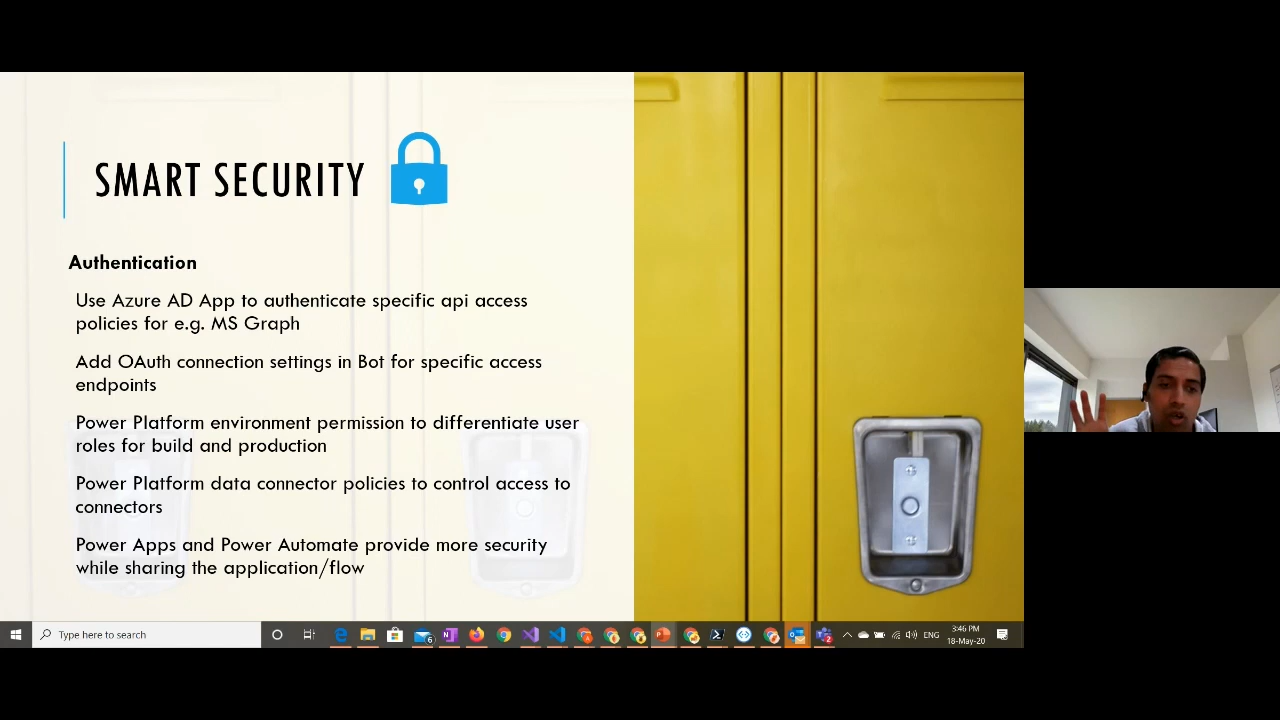 SMART SECURITY
Authentication
Use Azure AD App to authenticate specific api access
policies for e.g. MS Graph
Add OAuth connection settings in Bot for specific access
endpoints
Power Platform environment permission to differentiate user
roles for build and production
Power Platform data connector policies to control access to
connectors
Power Apps and Power Automate provide more security
while sharing the application/flow
Type here to search
6
2
ENG
3:46 PM
18-May-20